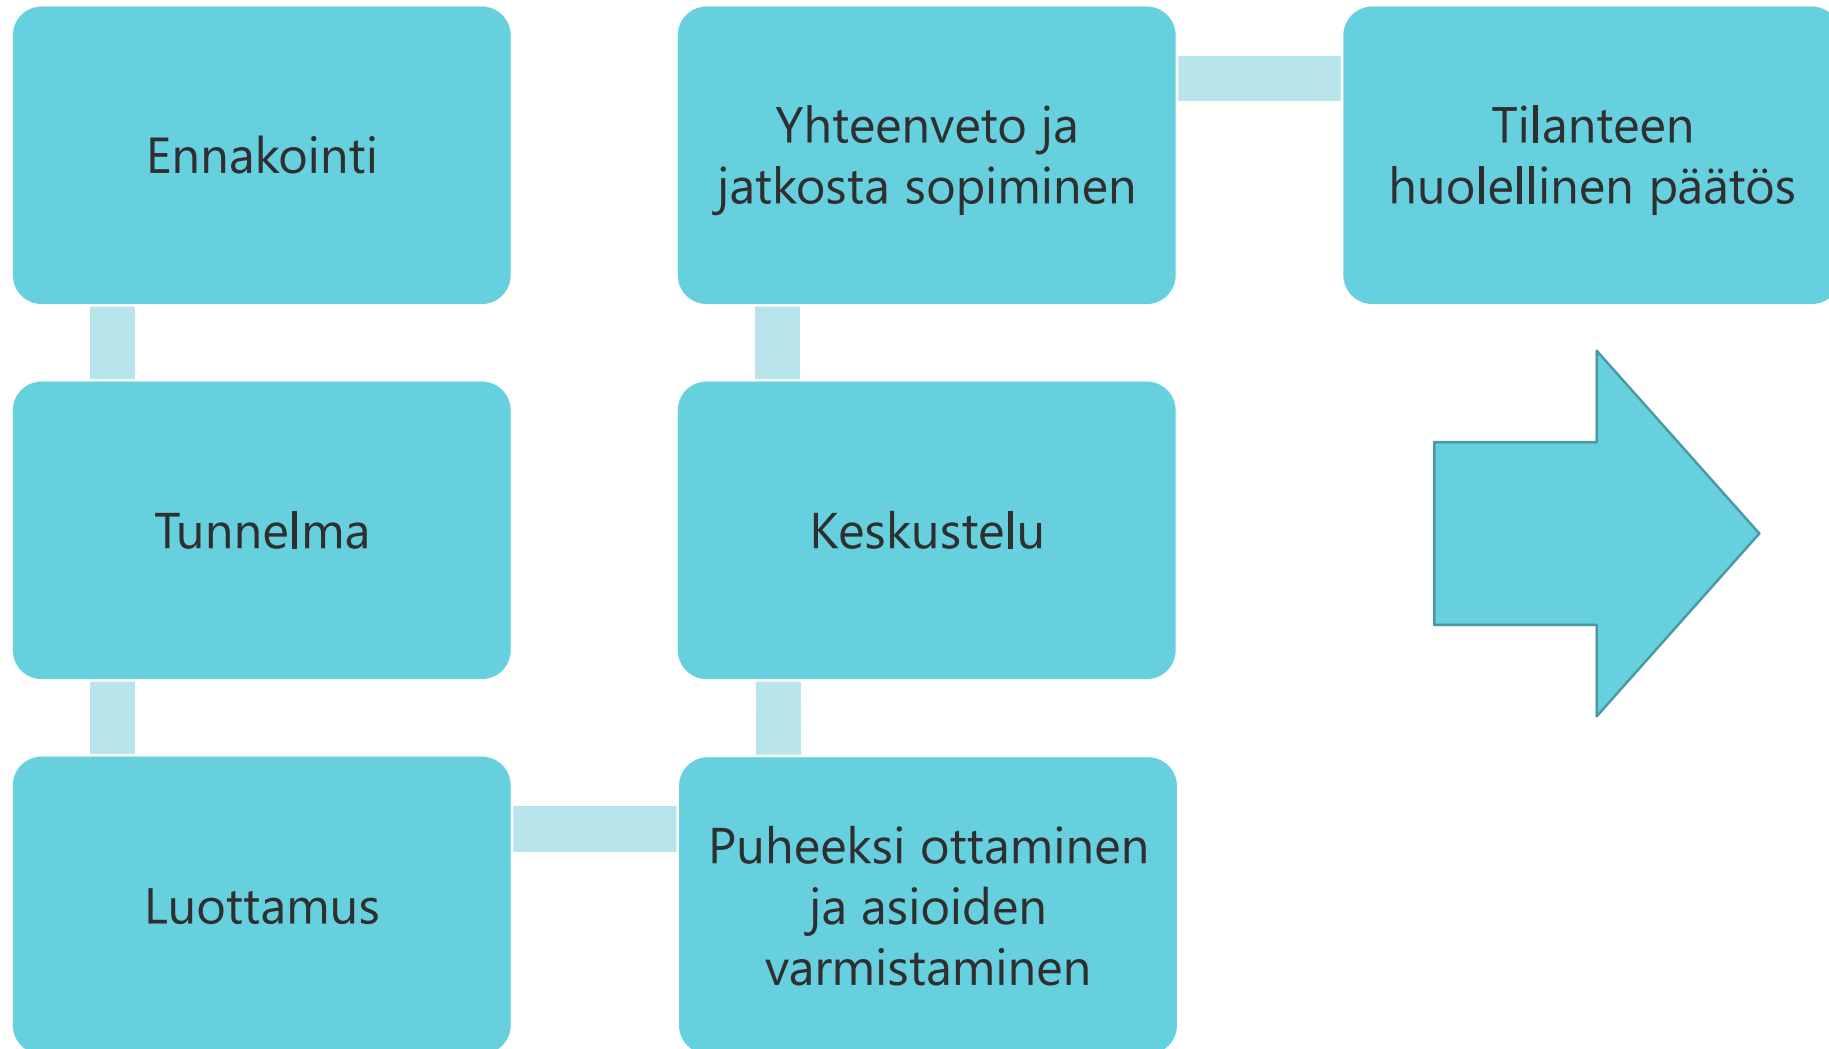 Ennakointi
Tunnelma
Luottamus
Puheeksi ottaminen
ja asioiden
varmistaminen
Keskustelu
Yhteenveto ja
jatkosta sopiminen
Tilanteen
huolellinen päätös